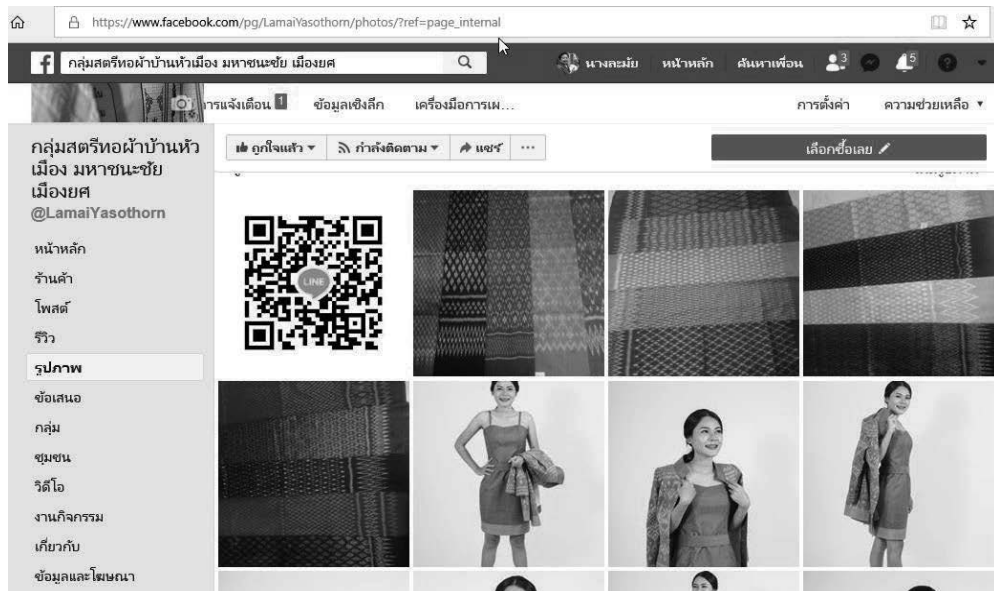 https://www.facebook.com/pg/LamaiYasothorn/photos/?ref=page_internal
f กลุ่มสตรีทอผ้าบ้านหัวเมือง มหาชนะชัย เมืองยศ นางละมัย หน้าหลัก ค้นหาเพื่อน 3 5
การแจ้งเตือน 1 ข้อมูลเชิงลึก เครื่องมือการเผ... การตั้งค่า ความช่วยเหลือ
ถูกใจแล้ว กำลังติดตาม แชร์ ... เลือกซื้อเลย
กลุ่มสตรีทอผ้าบ้านหัว
เมือง มหาชนะชัย
เมืองยศ
@LamaiYasothorn
หน้าหลัก
ร้านค้า
โพสต์
รีวิว
รูปภาพ
ข้อเสนอ
กลุ่ม
ชุมชน
วิดีโอ
งานกิจกรรม
เกี่ยวกับ
ข้อมูลและโฆษณา
LINE